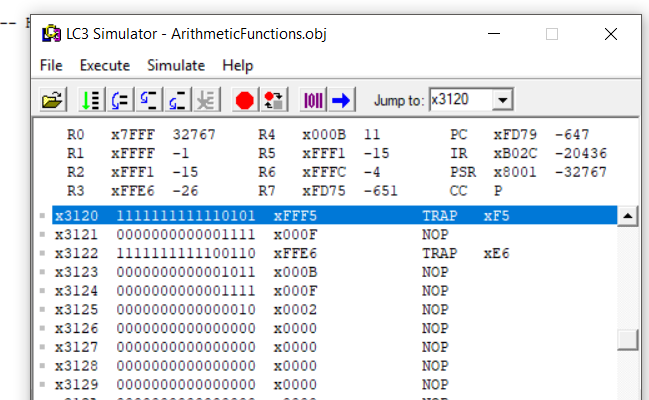 LC3 Simulator - ArithmeticFunctions.obj
File Execute Simulate Help
Jump to: x3120
R0 x7FFF 32767 R4 x000B 11 PC xFD79 -647
R1 xFFFF -1 R5 xFFF1 -15 IR xB02C -20436
R2 xFFF1 -15 R6 xFFFC -4 PSR x8001 -32767
R3 xFFE6 -26 R7 xFD75 -651 CC P
x3120 1111111111110101 xFFF5 TRAP xF5
x3121 0000000000001111 x000F NOP
x3122 1111111111100110 xFFE6 TRAP xE6
x3123 0000000000001011 x000B NOP
x3124 0000000000001111 x000F NOP
x3125 0000000000000010 x0002 NOP
x3126 0000000000000000 x0000 NOP
x3127 0000000000000000 x0000 NOP
x3128 0000000000000000 x0000 NOP
x3129 0000000000000000 x0000 NOP